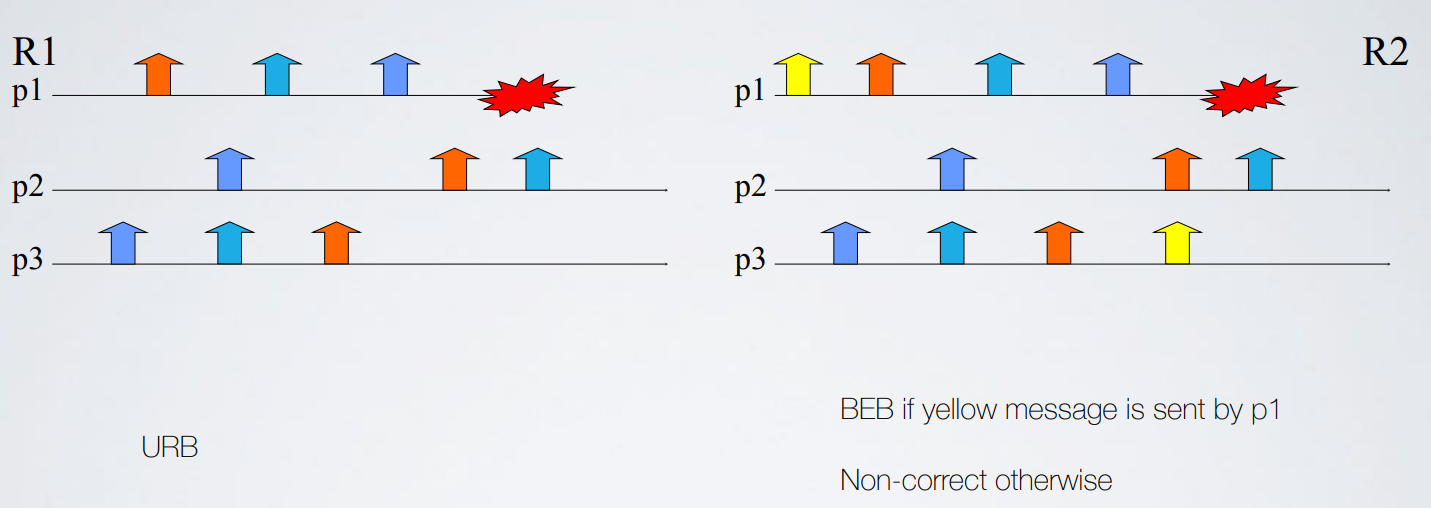 R1
p1
p2
p3
URB
R2
p1
p2
p3
BEB if yellow message is sent by p1
Non-correct otherwise